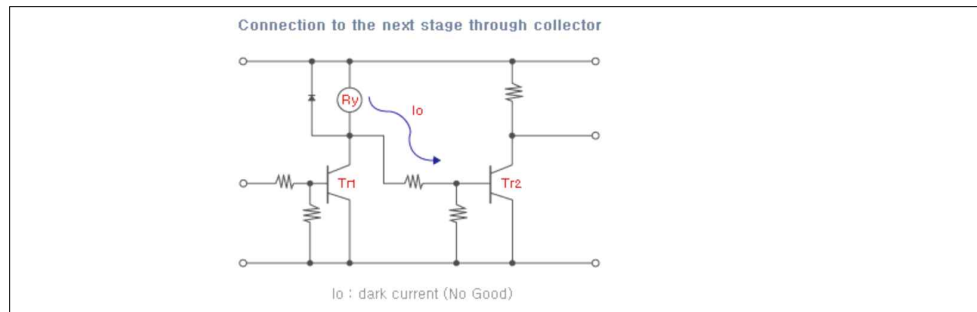 Connection to the next stage through collector
Ry
Io
Tr1
Tr2
Io : dark current (No Good)